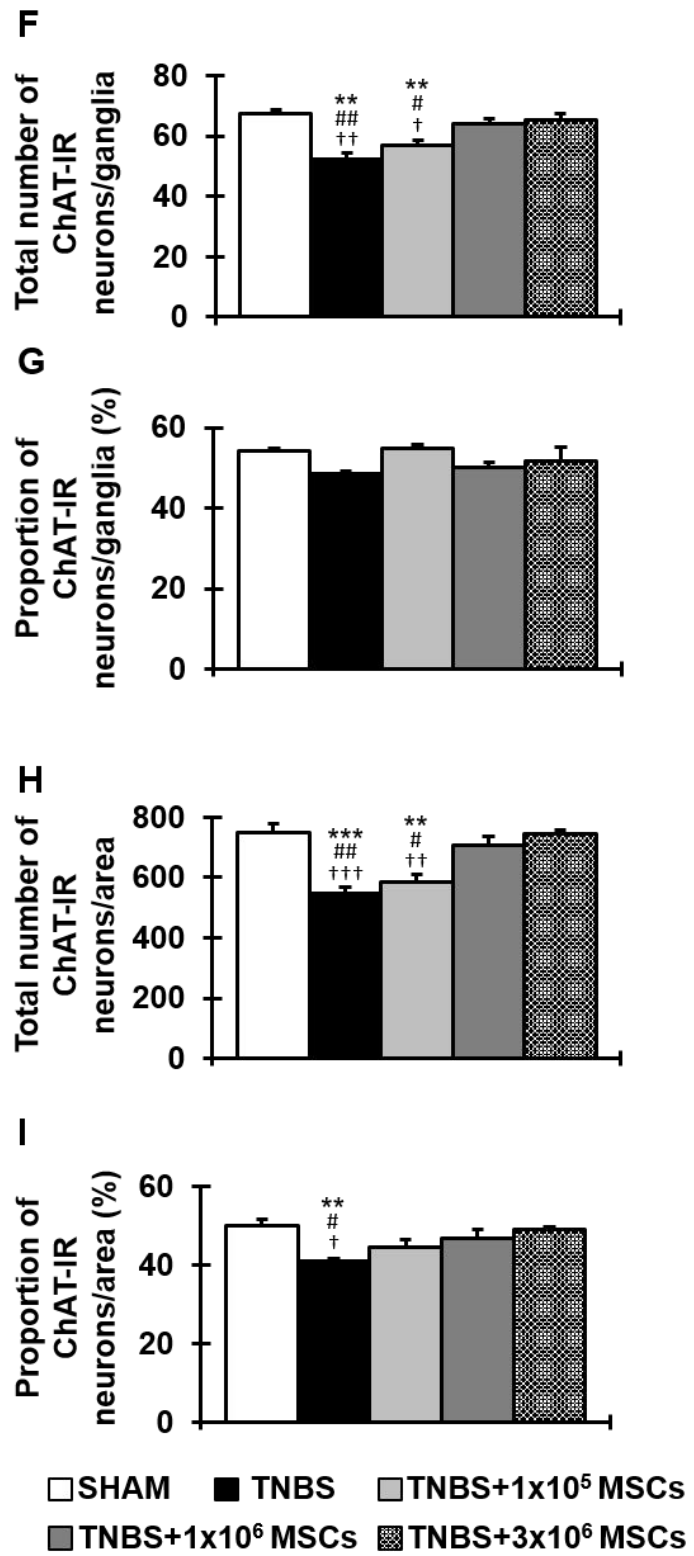 F
Total number of
ChAT-IR
neurons/ganglia
80
60
40
20
0
**
##
††
**
#
†
G
Proportion of
ChAT-IR
neurons/ganglia (%)
60
40
20
0
H
Total number of
ChAT-IR
neurons/area
800
600
400
200
0
***
##
†††
**
#
††
I
Proportion of
ChAT-IR
neurons/area (%)
60
40
20
0
**
#
†
SHAM TNBS TNBS+1x10⁵ MSCs
TNBS+1x10⁶ MSCs TNBS+3x10⁶ MSCs